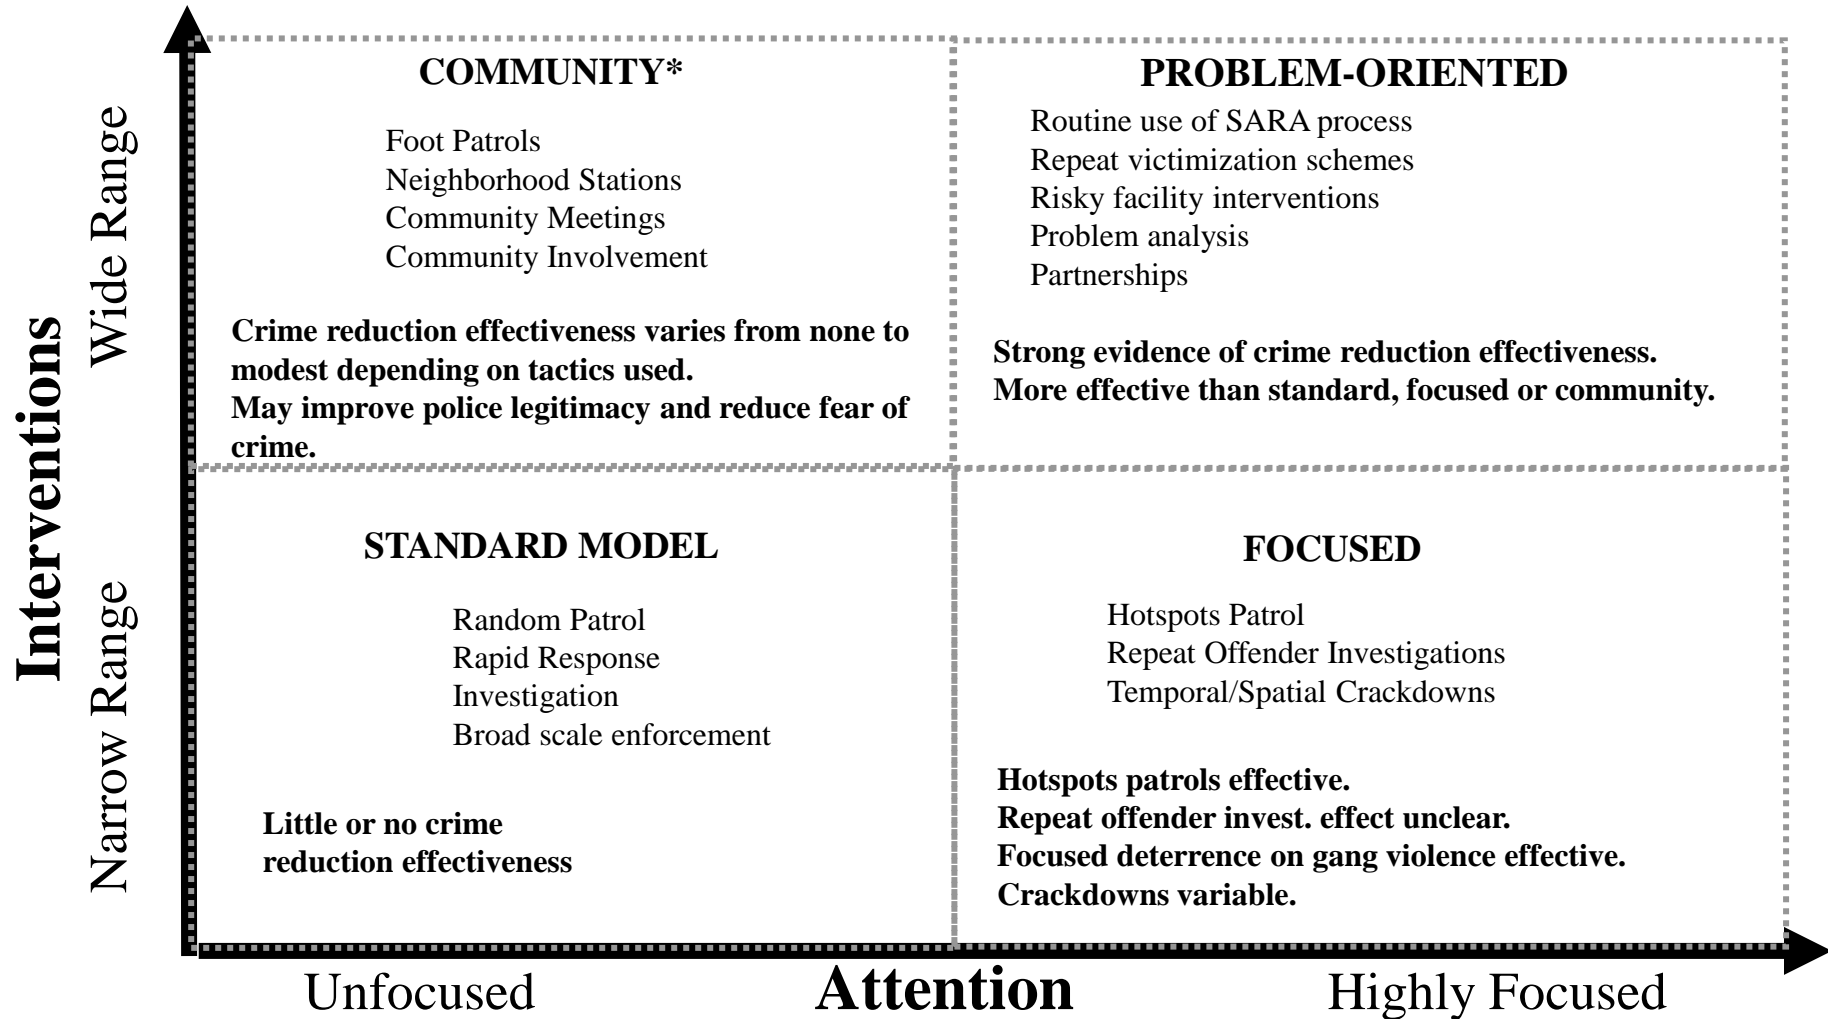 COMMUNITY*
Foot Patrols
Neighborhood Stations
Community Meetings
Community Involvement
Crime reduction effectiveness varies from none to
modest depending on tactics used.
May improve police legitimacy and reduce fear of
crime.
PROBLEM-ORIENTED
Routine use of SARA process
Repeat victimization schemes
Risky facility interventions
Problem analysis
Partnerships
Strong evidence of crime reduction effectiveness.
More effective than standard, focused or community.
STANDARD MODEL
Random Patrol
Rapid Response
Investigation
Broad scale enforcement
Little or no crime
reduction effectiveness
FOCUSED
Hotspots Patrol
Repeat Offender Investigations
Temporal/Spatial Crackdowns
Hotspots patrols effective.
Repeat offender invest. effect unclear.
Focused deterrence on gang violence effective.
Crackdowns variable.
Interventions
Wide Range
Narrow Range
Unfocused
Attention
Highly Focused